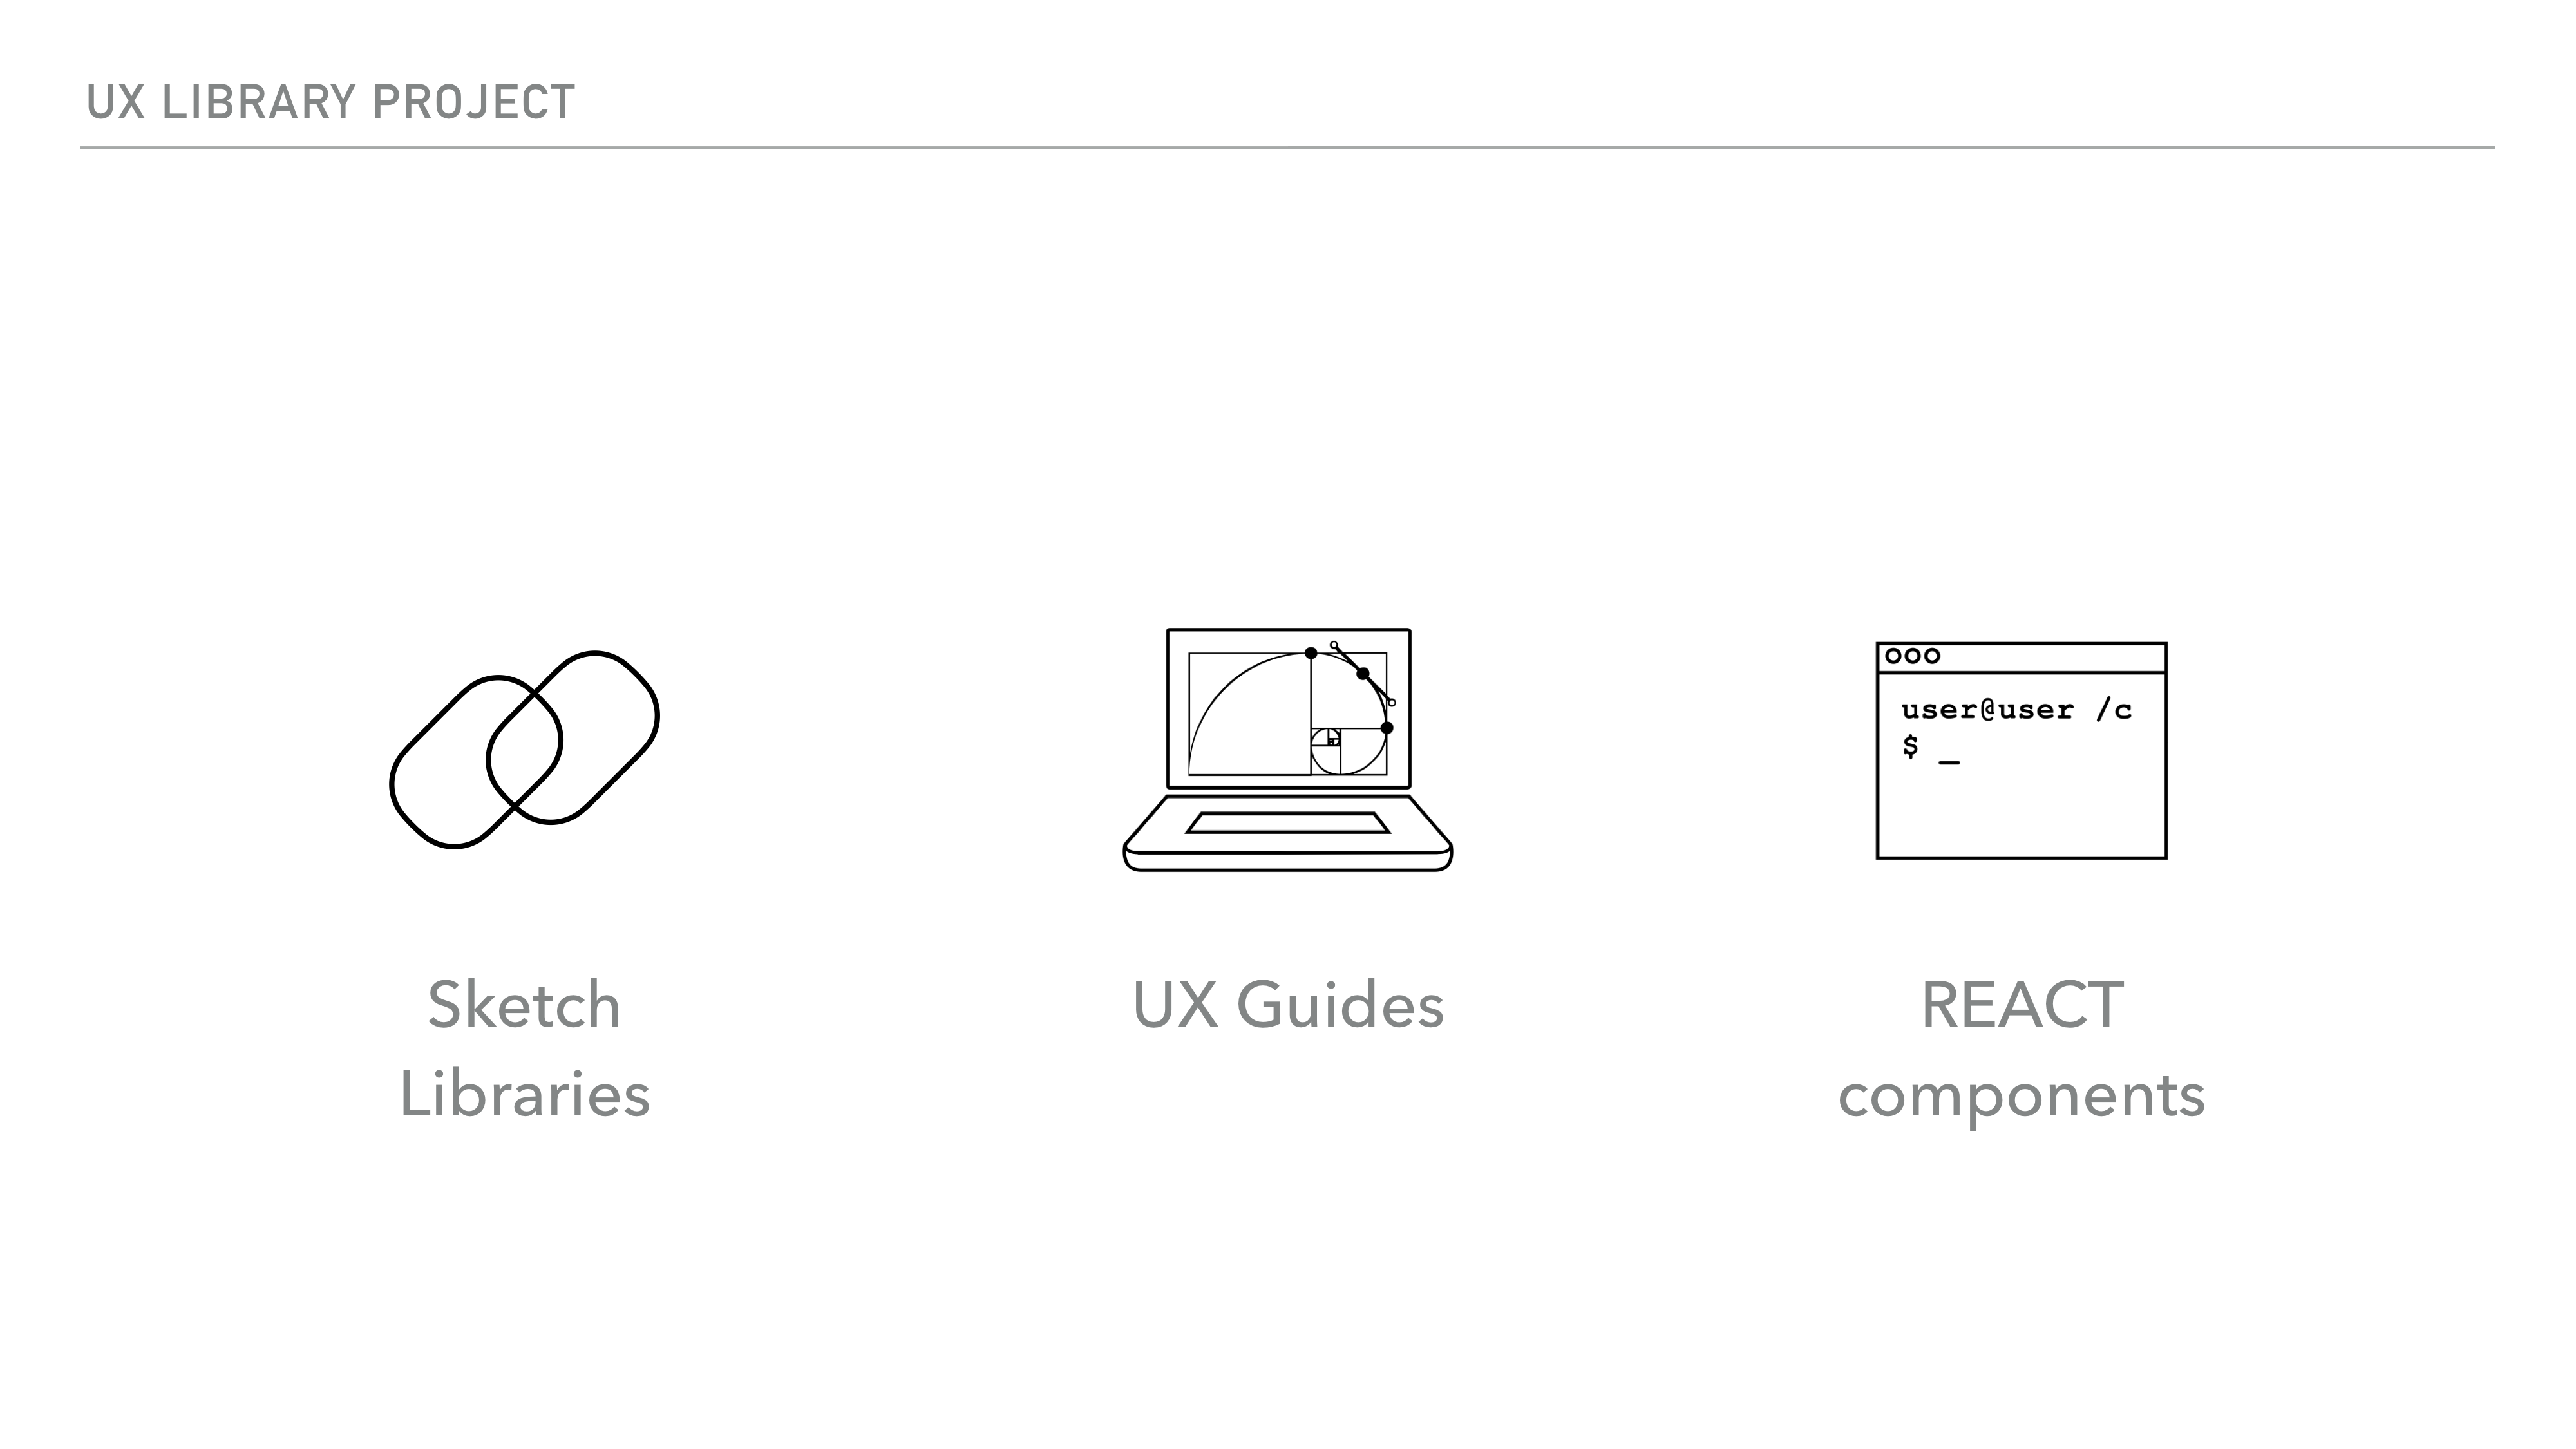 UX LIBRARY PROJECT
user@user /c
$ _
Sketch
Libraries
UX Guides
REACT
components